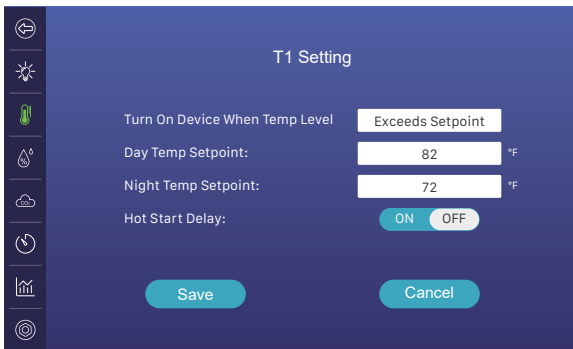 T1 Setting
Turn On Device When Temp Level Exceeds Setpoint
Day Temp Setpoint: 82 °F
Night Temp Setpoint: 72 °F
Hot Start Delay: ON OFF
Save Cancel
%
CO₂